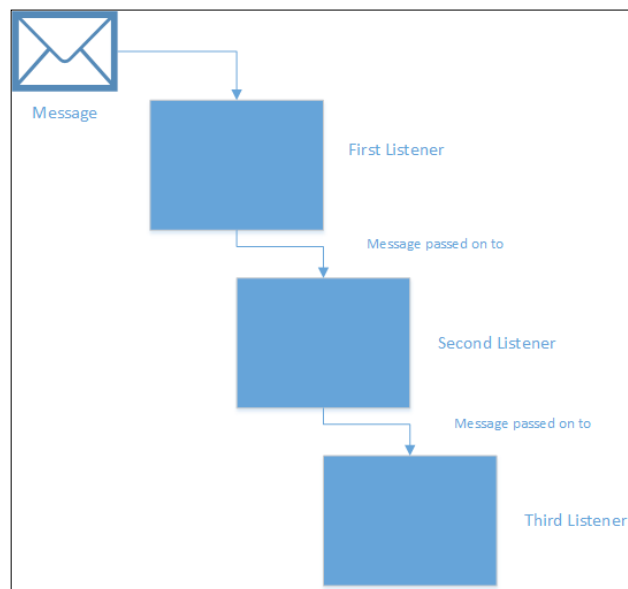 Message
First Listener
Message passed on to
Second Listener
Message passed on to
Third Listener